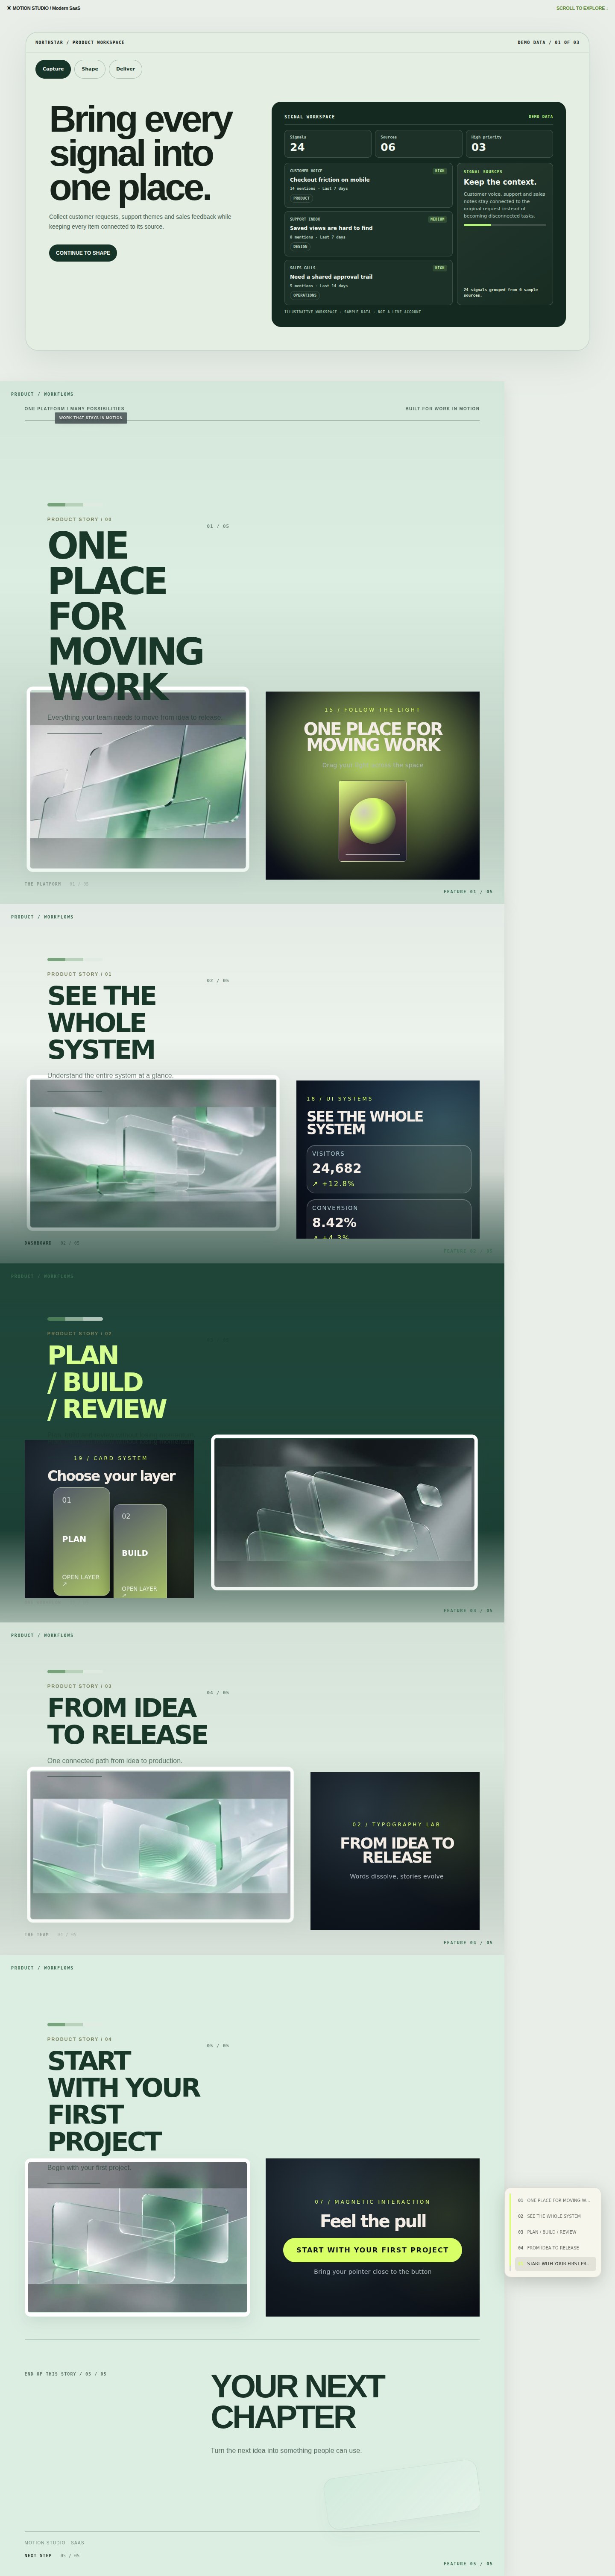 MOTION STUDIO / Modern SaaS
SCROLL TO EXPLORE ↓
NORTHSTAR / PRODUCT WORKSPACE
DEMO DATA / 01 OF 03
Capture
Shape
Deliver
Bring every
signal into
one place.
Collect customer requests, support themes and sales feedback while
keeping every item connected to its source.
CONTINUE TO SHAPE
SIGNAL WORKSPACE
DEMO DATA
Signals
24
Sources
06
High priority
03
CUSTOMER VOICE
HIGH
Checkout friction on mobile
14 mentions · Last 7 days
PRODUCT
SUPPORT INBOX
MEDIUM
Saved views are hard to find
8 mentions · Last 7 days
DESIGN
SALES CALLS
HIGH
Need a shared approval trail
5 mentions · Last 14 days
OPERATIONS
SIGNAL SOURCES
Keep the context.
Customer voice, support and sales
notes stay connected to the
original request instead of
becoming disconnected tasks.
24 signals grouped from 6 sample
sources.
ILLUSTRATIVE WORKSPACE · SAMPLE DATA · NOT A LIVE ACCOUNT
PRODUCT / WORKFLOWS
ONE PLATFORM / MANY POSSIBILITIES
BUILT FOR WORK IN MOTION
WORK THAT STAYS IN MOTION
PRODUCT STORY / 00
01 / 05
ONE
PLACE
FOR
MOVING
WORK
Everything your team needs to move from idea to release.
15 / FOLLOW THE LIGHT
ONE PLACE FOR
MOVING WORK
THE PLATFORM 01 / 05
FEATURE 01 / 05
PRODUCT / WORKFLOWS
PRODUCT STORY / 01
02 / 05
SEE THE
WHOLE
SYSTEM
Understand the entire system at a glance.
18 / UI SYSTEMS
SEE THE WHOLE
SYSTEM
VISITORS
24,682
↗ +12.8%
CONVERSION
8.42%
↗ +4.3%
DASHBOARD 02 / 05
FEATURE 02 / 05
PRODUCT / WORKFLOWS
PRODUCT STORY / 02
PLAN
/ BUILD
/ REVIEW
19 / CARD SYSTEM
Choose your layer
01
PLAN
OPEN LAYER
↗
02
BUILD
OPEN LAYER
↗
FEATURE 03 / 05
PRODUCT / WORKFLOWS
PRODUCT STORY / 03
04 / 05
FROM IDEA
TO RELEASE
One connected path from idea to production.
02 / TYPOGRAPHY LAB
FROM IDEA TO
RELEASE
Words dissolve, stories evolve
THE TEAM 04 / 05
FEATURE 04 / 05
PRODUCT / WORKFLOWS
PRODUCT STORY / 04
05 / 05
START
WITH YOUR
FIRST
PROJECT
Begin with your first project.
07 / MAGNETIC INTERACTION
Feel the pull
START WITH YOUR FIRST PROJECT
Bring your pointer close to the button
01 ONE PLACE FOR MOVING W...
02 SEE THE WHOLE SYSTEM
03 PLAN / BUILD / REVIEW
04 FROM IDEA TO RELEASE
START WITH YOUR FIRST PR...
END OF THIS STORY / 05 / 05
YOUR NEXT
CHAPTER
Turn the next idea into something people can use.
MOTION STUDIO · SAAS
NEXT STEP 05 / 05
FEATURE 05 / 05